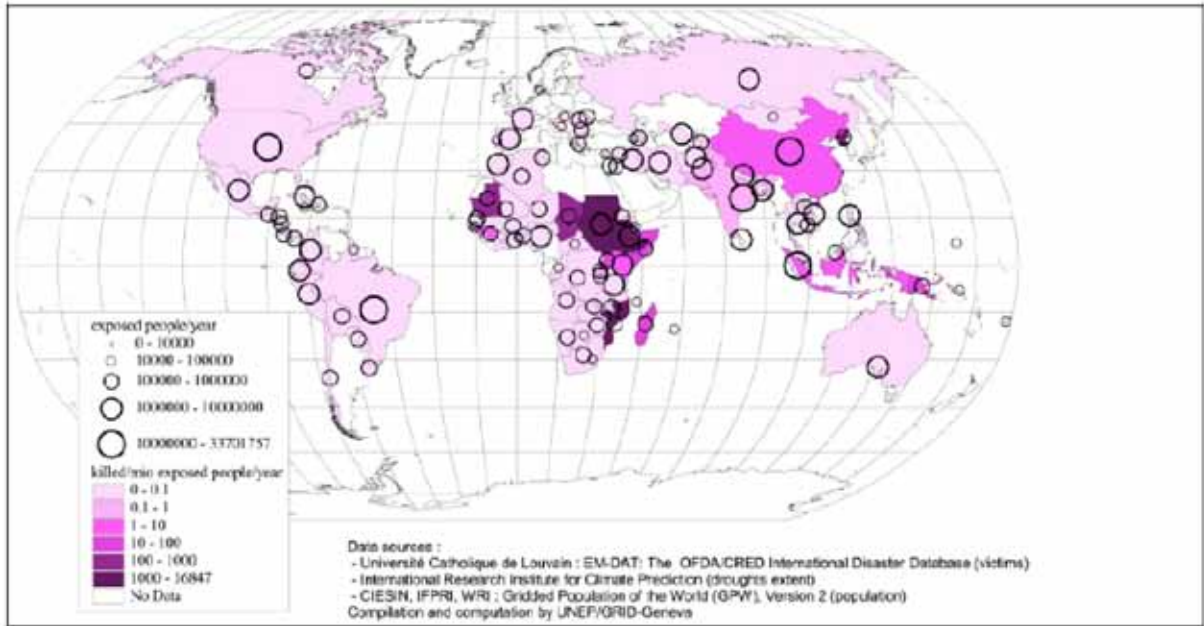 exposed people/year
0 - 10000
10000 - 100000
100000 - 1000000
1000000 - 10000000
10000000 - 33701757
killed/mio exposed people/year
0 - 0.1
0.1 - 1
1 - 10
10 - 100
100 - 1000
1000 - 16847
No Data
Data sources :
- Université Catholique de Louvain : EM-DAT: The OFDA/CRED International Disaster Database (victims)
- International Research Institute for Climate Prediction (droughts extent)
- CIESIN, IFPRI, WRI : Gridded Population of the World (GPW), Version 2 (population)
Compilation and computation by UNEP/GRID-Geneva